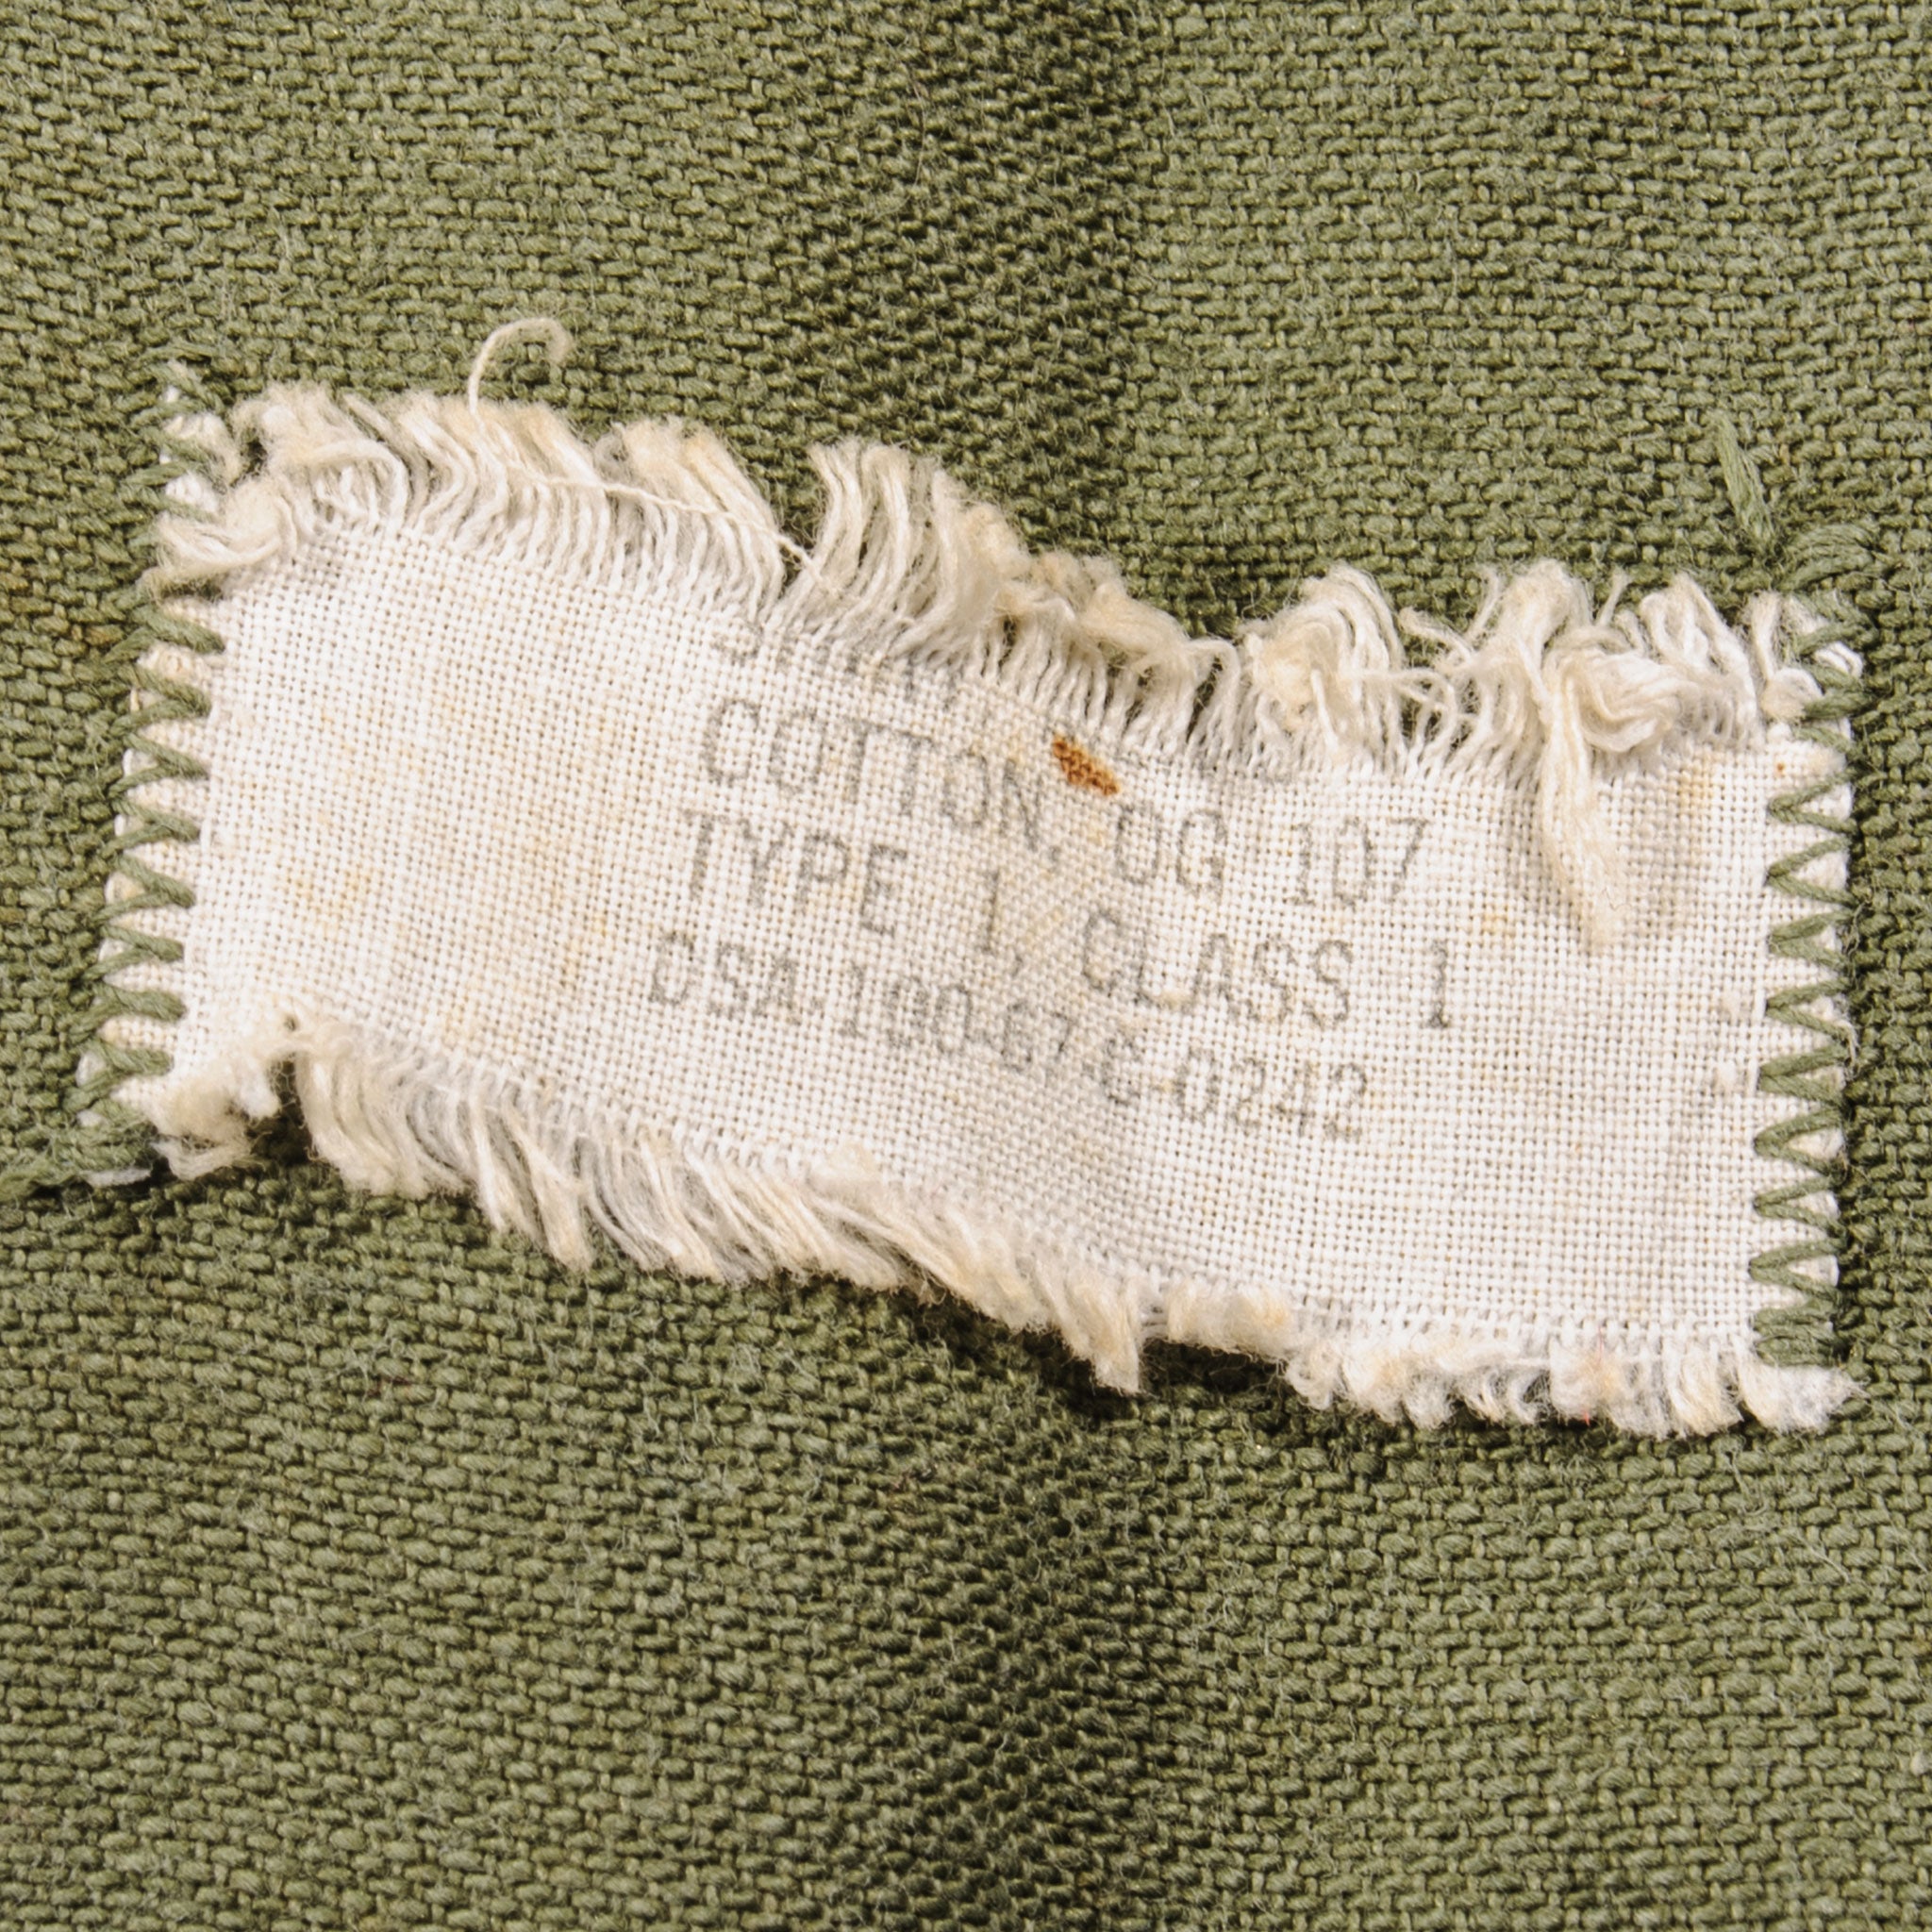 COTTON, OG 107
TYPE 1, CLASS 1
DSA-100-67-C-0242